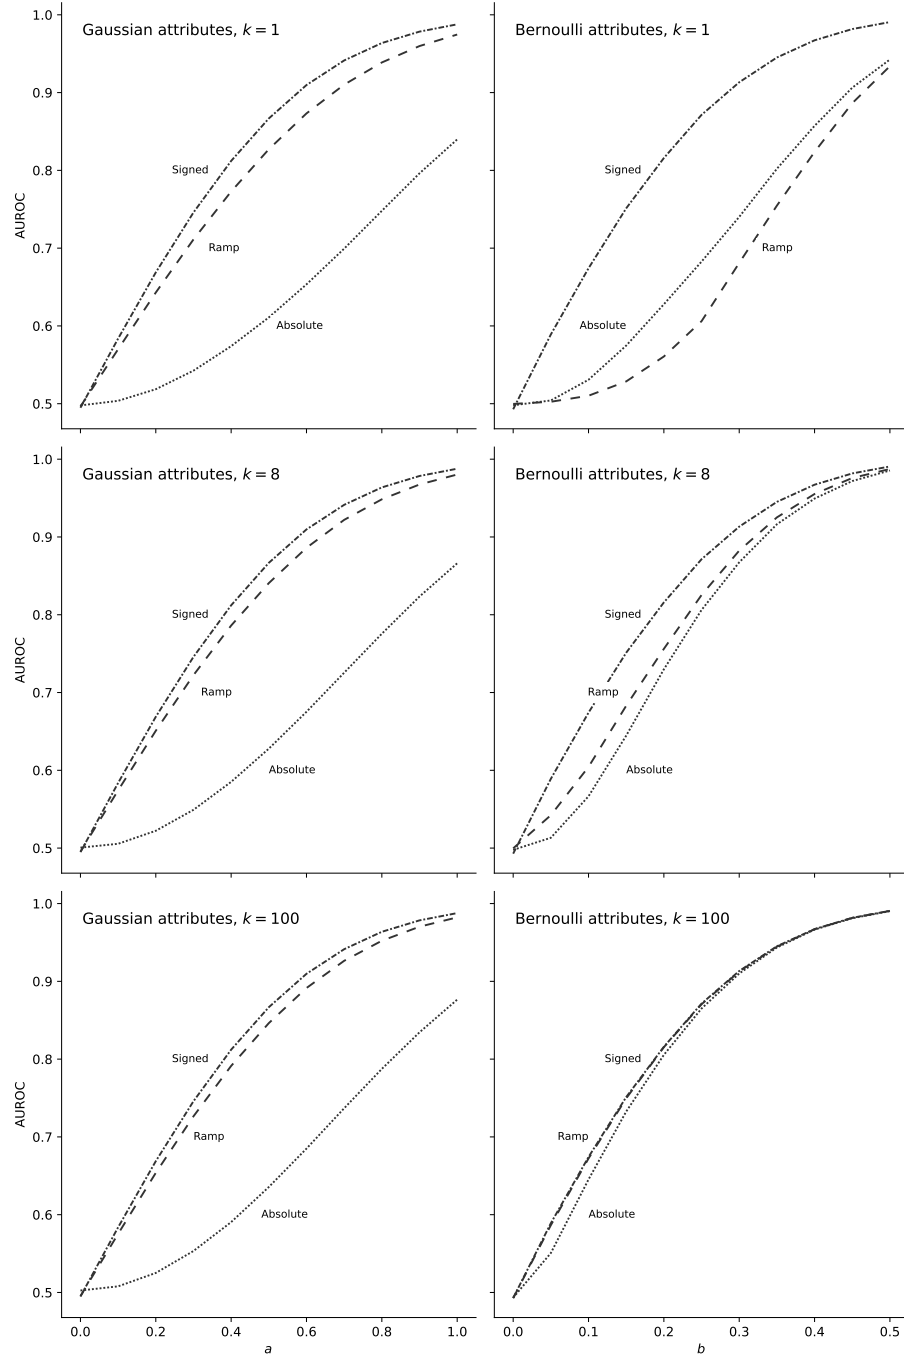 Gaussian attributes, k = 1
Bernoulli attributes, k = 1
1.0
0.9
0.8
0.7
0.6
0.5
AUROC
Signed
Ramp
Absolute
Signed
Ramp
Absolute
Gaussian attributes, k = 8
Bernoulli attributes, k = 8
1.0
0.9
0.8
0.7
0.6
0.5
AUROC
Signed
Ramp
Absolute
Signed
Ramp
Absolute
Gaussian attributes, k = 100
Bernoulli attributes, k = 100
1.0
0.9
0.8
0.7
0.6
0.5
AUROC
Signed
Ramp
Absolute
Signed
Ramp
Absolute
0.0 0.2 0.4 0.6 0.8 1.0
a
0.0 0.1 0.2 0.3 0.4 0.5
b